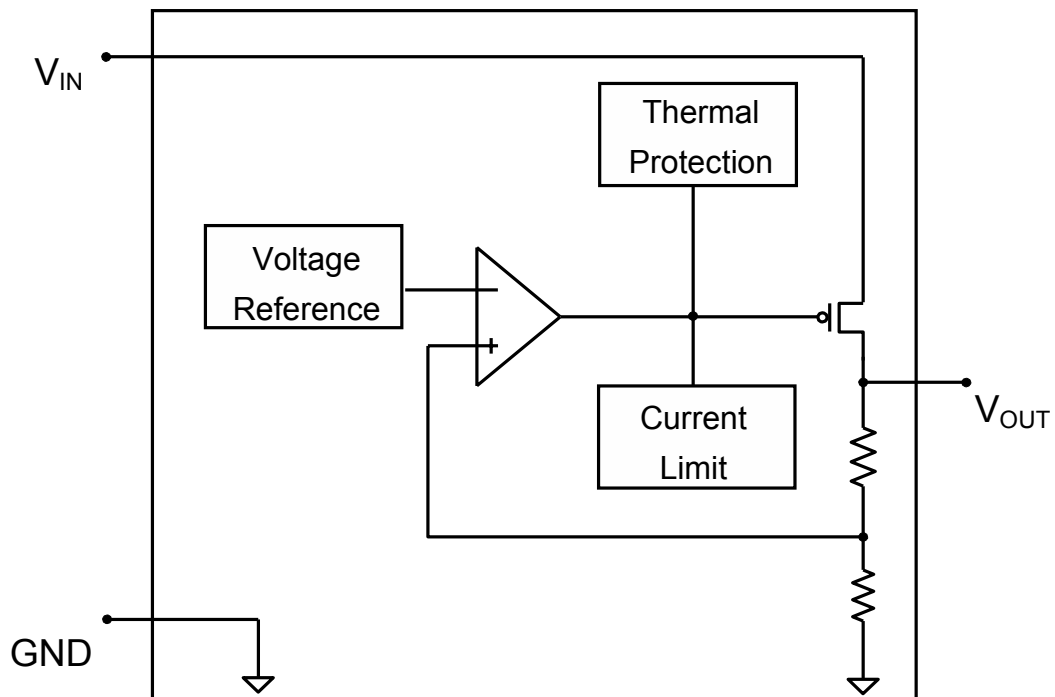 V_IN
Thermal
Protection
Voltage
Reference
−
+
Current
Limit
V_OUT
GND